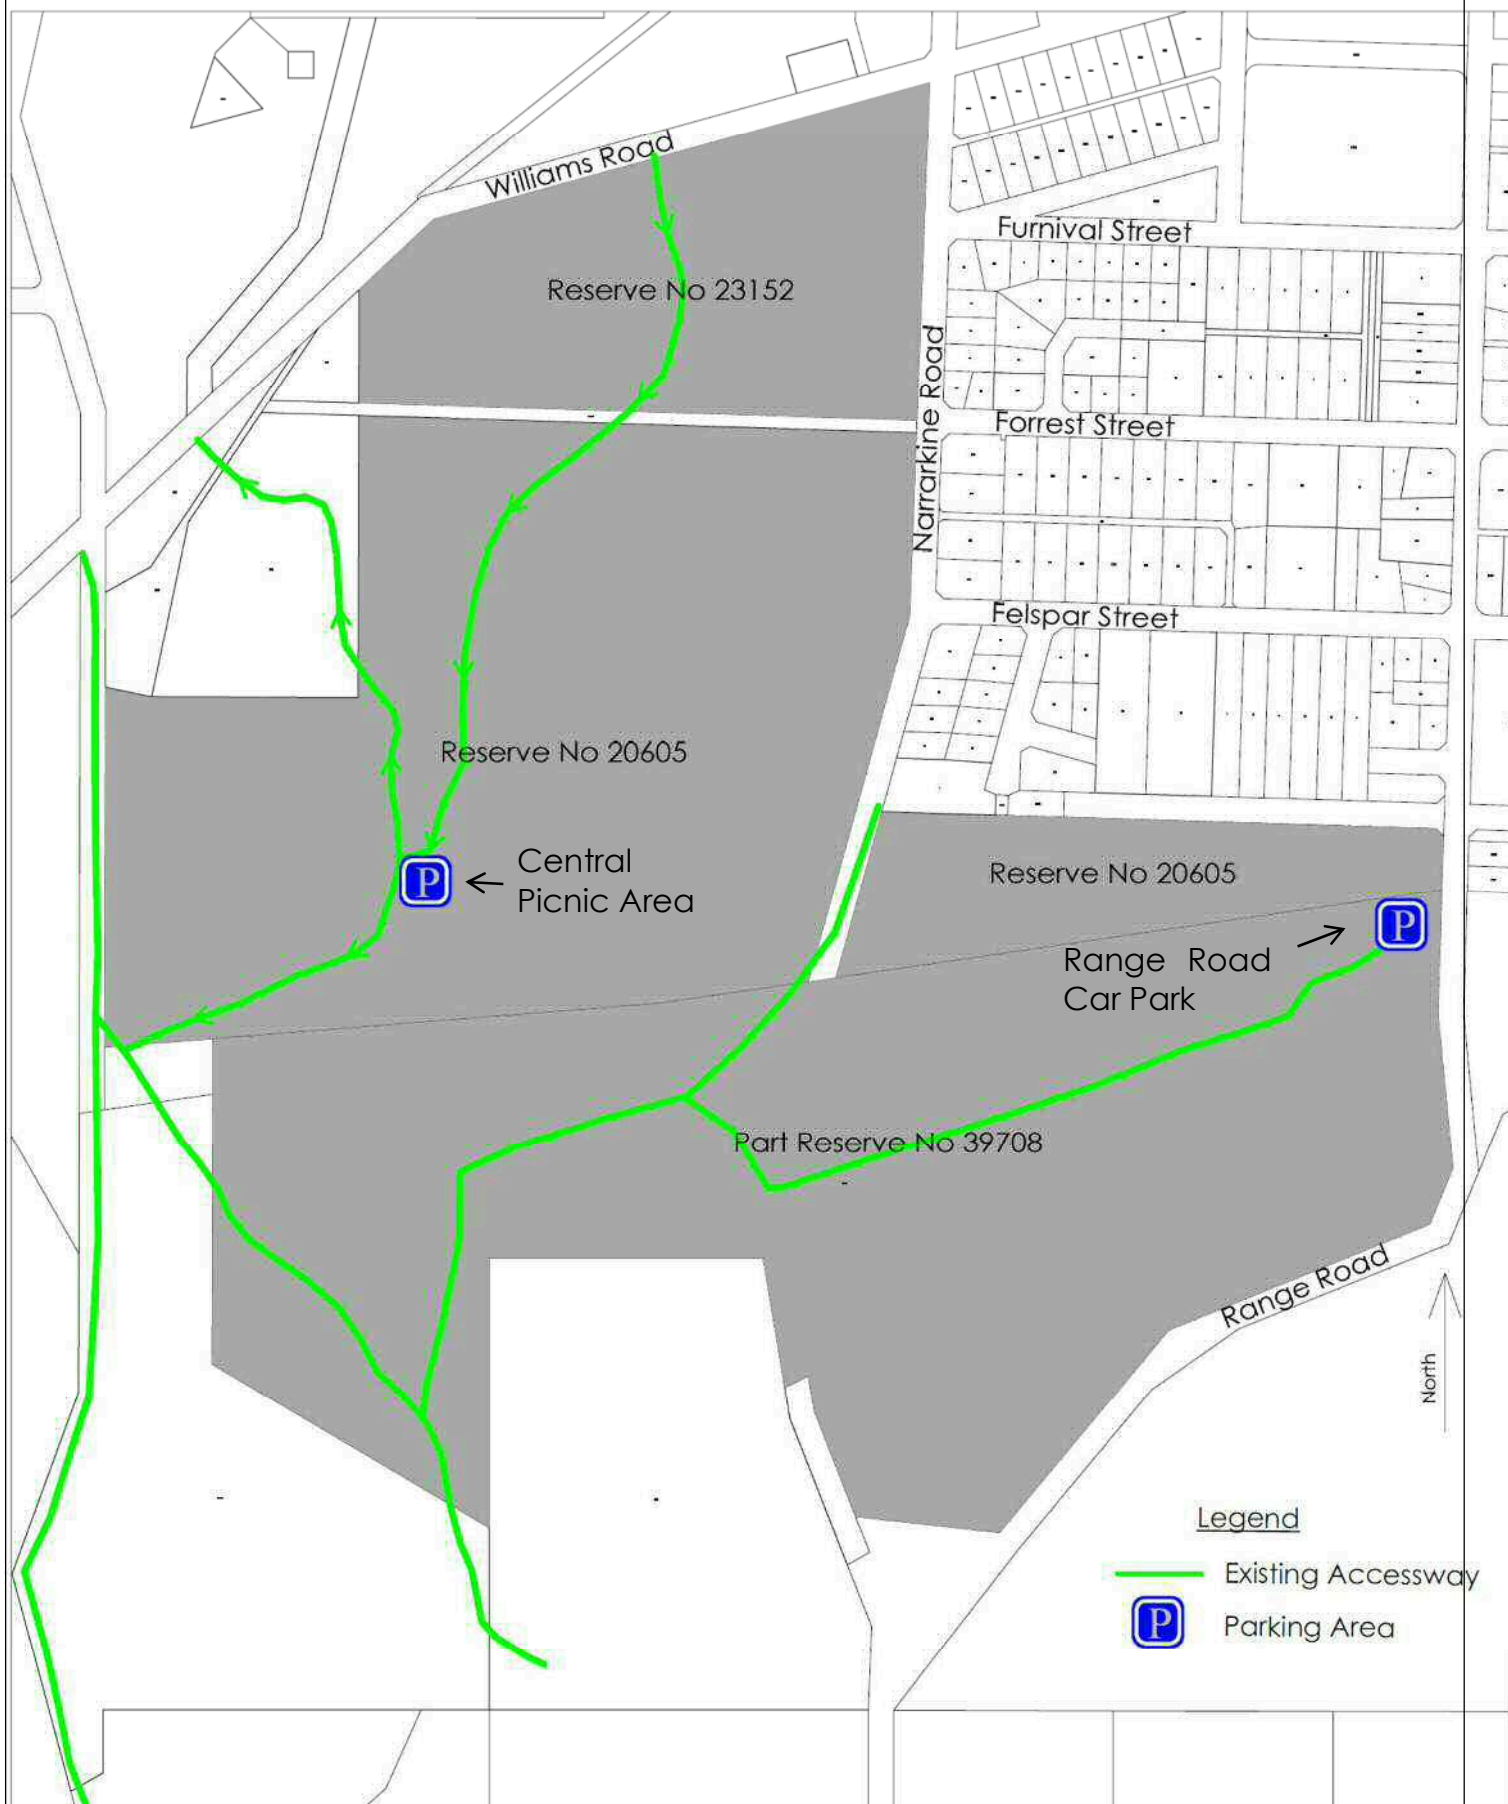 Williams Road
Furnival Street
Reserve No 23152
Narrarkine Road
Forrest Street
Felspar Street
Reserve No 20605
Central
Picnic Area
P
Reserve No 20605
P
Range Road
Car Park
Part Reserve No 39708
Range Road
North
Legend
Existing Accessway
P
Parking Area